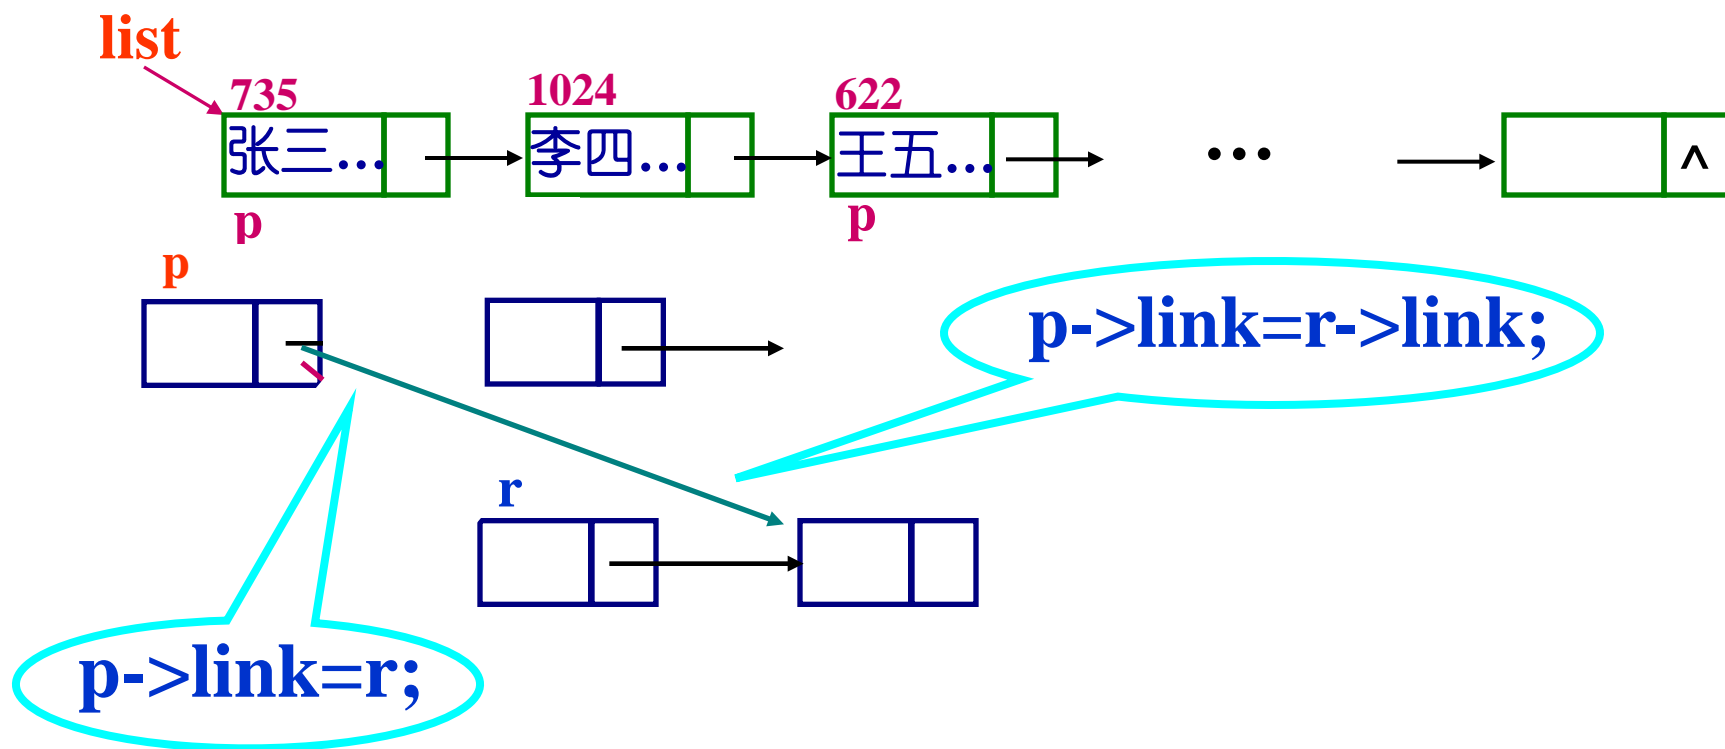 list
735
1024
622
张三...
李四...
王五...
...
^
p
p
p
p->link=r->link;
r
p->link=r;